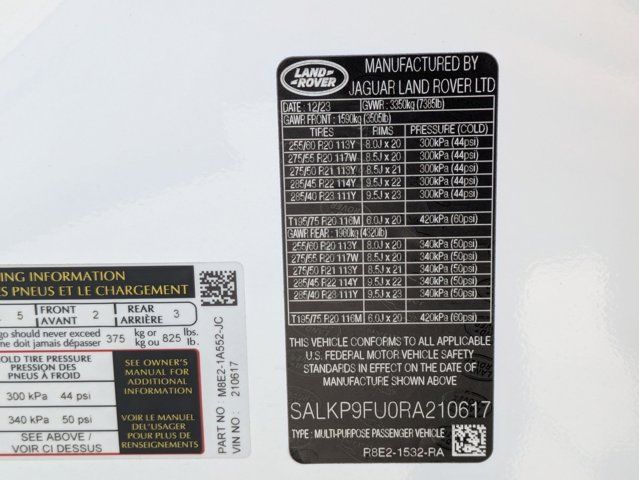 LAND
ROVER
MANUFACTURED BY
JAGUAR LAND ROVER LTD
DATE : 12/23 GVWR : 3350kg (7385lb)
GAWR FRONT : 1590kg (3505lb)
TIRES RIMS PRESSURE (COLD)
255/60 R20 113Y 8.0J x 20 300kPa (44psi)
275/55 R20 117W 8.5J x 20 300kPa (44psi)
275/50 R21 113Y 8.5J x 21 300kPa (44psi)
285/45 R22 114Y 9.5J x 22 300kPa (44psi)
285/40 R23 111Y 9.5J x 23 300kPa (44psi)
T195/75 R20 116M 6.0J x 20 420kPa (60psi)
GAWR REAR : 1960kg (4320lb)
255/60 R20 113Y 8.0J x 20 340kPa (50psi)
275/55 R20 117W 8.5J x 20 340kPa (50psi)
275/50 R21 113Y 8.5J x 21 340kPa (50psi)
285/45 R22 114Y 9.5J x 22 340kPa (50psi)
285/40 R23 111Y 9.5J x 23 340kPa (50psi)
T195/75 R20 116M 6.0J x 20 420kPa (60psi)
THIS VEHICLE CONFORMS TO ALL APPLICABLE
U.S. FEDERAL MOTOR VEHICLE SAFETY
STANDARDS IN EFFECT ON THE DATE OF
MANUFACTURE SHOWN ABOVE
SALKP9FU0RA210617
TYPE : MULTI-PURPOSE PASSENGER VEHICLE
R8E2-1532-RA
ING INFORMATION
ES PNEUS ET LE CHARGEMENT
5 FRONT AVANT 2 REAR ARRIÈRE 3
go should never exceed 375 kg or 825 lbs.
ne doit jamais dépasser kg ou lb.
OLD TIRE PRESSURE
PRESSION DES
PNEUS À FROID
300 kPa 44 psi
340 kPa 50 psi
SEE ABOVE /
VOIR CI DESSUS
SEE OWNER'S
MANUAL FOR
ADDITIONAL
INFORMATION
VOIR LE MANUEL
DEL'USAGER
POUR PLUS DE
RENSEIGNEMENTS
PART NO M8E2-1A552-JC
VIN NO : 210617